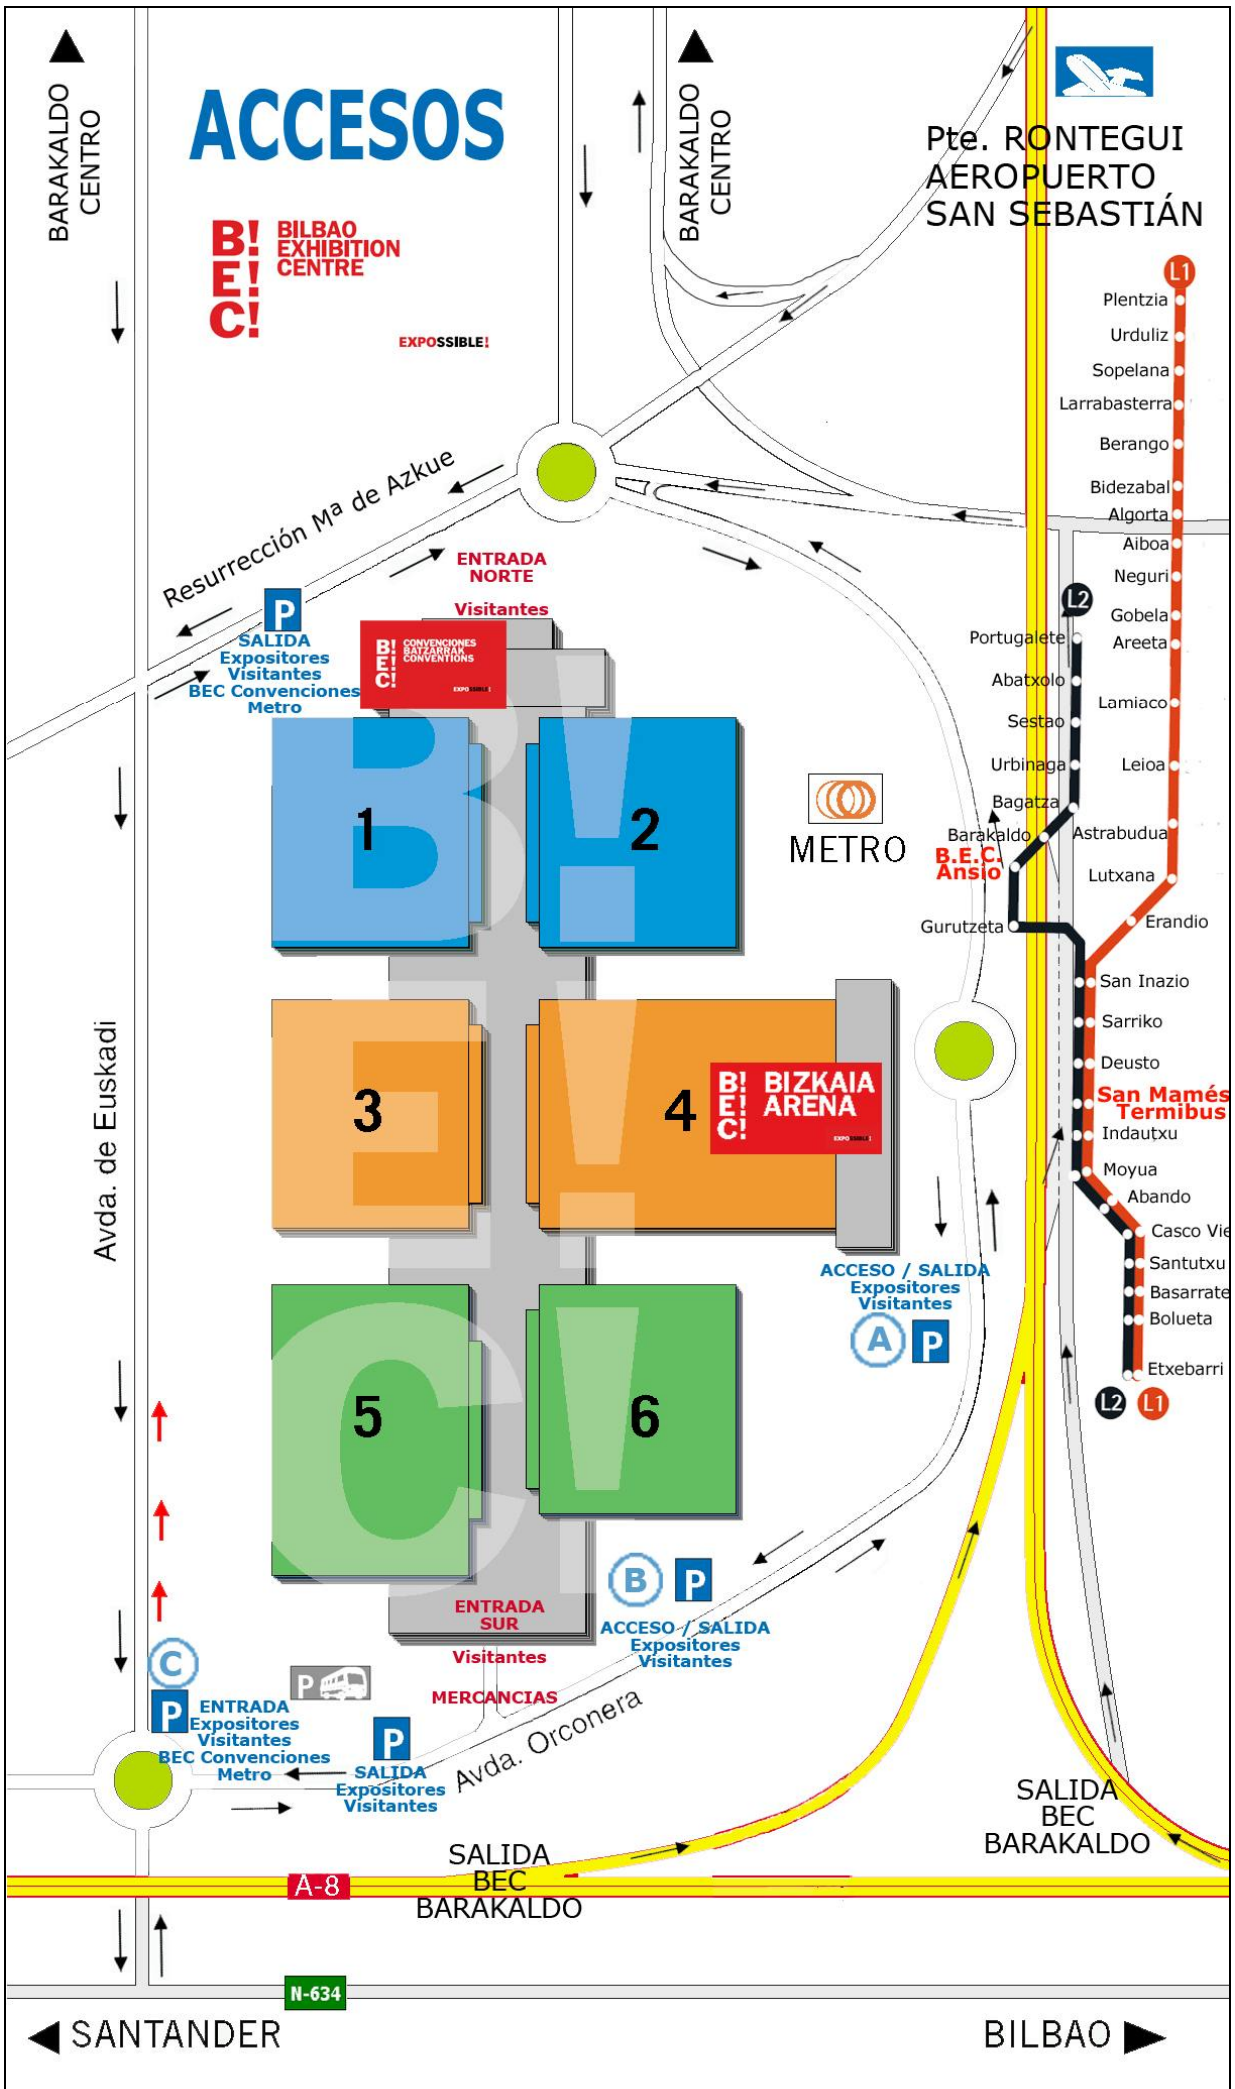 BARAKALDO
CENTRO
ACCESOS
BARAKALDO
CENTRO
Pte. RONTEGUI
AEROPUERTO
SAN SEBASTIÁN
B!
E!
C!
BILBAO
EXHIBITION
CENTRE
EXPOSSIBLE!
L1
Plentzia
Urduliz
Sopelana
Larrabasterra
Berango
Bidezabal
Algorta
Aiboa
Neguri
Gobela
Areeta
Lamiaco
Leioa
Astrabudua
Lutxana
Erandio
L2
Portugalete
Abatxolo
Sestao
Urbinaga
Bagatza
Barakaldo
B.E.C.
Ansio
Gurutzeta
San Inazio
Sarriko
Deusto
San Mamés
Termibus
Indautxu
Moyua
Abando
Casco Vie
Santutxu
Basarrate
Bolueta
Etxebarri
L2
L1
Resurrección Mª de Azkue
ENTRADA
NORTE
Visitantes
P
SALIDA
Expositores
Visitantes
BEC Convenciones
Metro
B!
E!
C!
CONVENCIONES
BATZARRAK
CONVENTIONS
EXPOSSIBLE!
B!
E!
C!
1
2
METRO
3
4
B!
E!
C!
BIZKAIA
ARENA
EXPOSSIBLE!
Avda. de Euskadi
ACCESO / SALIDA
Expositores
Visitantes
A
P
5
6
B
P
ACCESO / SALIDA
Expositores
Visitantes
ENTRADA
SUR
Visitantes
MERCANCIAS
C
P
ENTRADA
Expositores
Visitantes
BEC Convenciones
Metro
P
P
SALIDA
Expositores
Visitantes
Avda. Orconera
SALIDA
BEC
BARAKALDO
SALIDA
BEC
BARAKALDO
A-8
N-634
SANTANDER
BILBAO